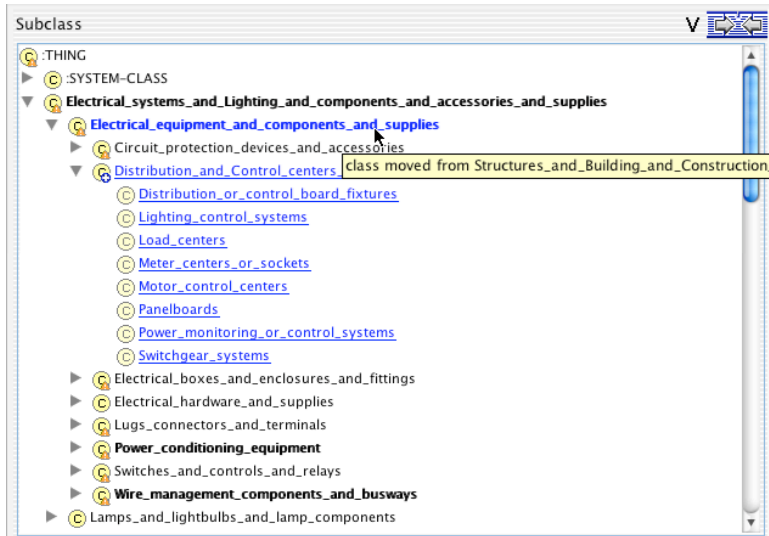 Subclass V
:THING
:SYSTEM-CLASS
Electrical_systems_and_Lighting_and_components_and_accessories_and_supplies
Electrical_equipment_and_components_and_supplies
Circuit_protection_devices_and_accessories
class moved from Structures_and_Building_and_Construction_
Distribution_and_Control_centers_
Distribution_or_control_board_fixtures
Lighting_control_systems
Load_centers
Meter_centers_or_sockets
Motor_control_centers
Panelboards
Power_monitoring_or_control_systems
Switchgear_systems
Electrical_boxes_and_enclosures_and_fittings
Electrical_hardware_and_supplies
Lugs_connectors_and_terminals
Power_conditioning_equipment
Switches_and_controls_and_relays
Wire_management_components_and_busways
Lamps_and_lightbulbs_and_lamp_components